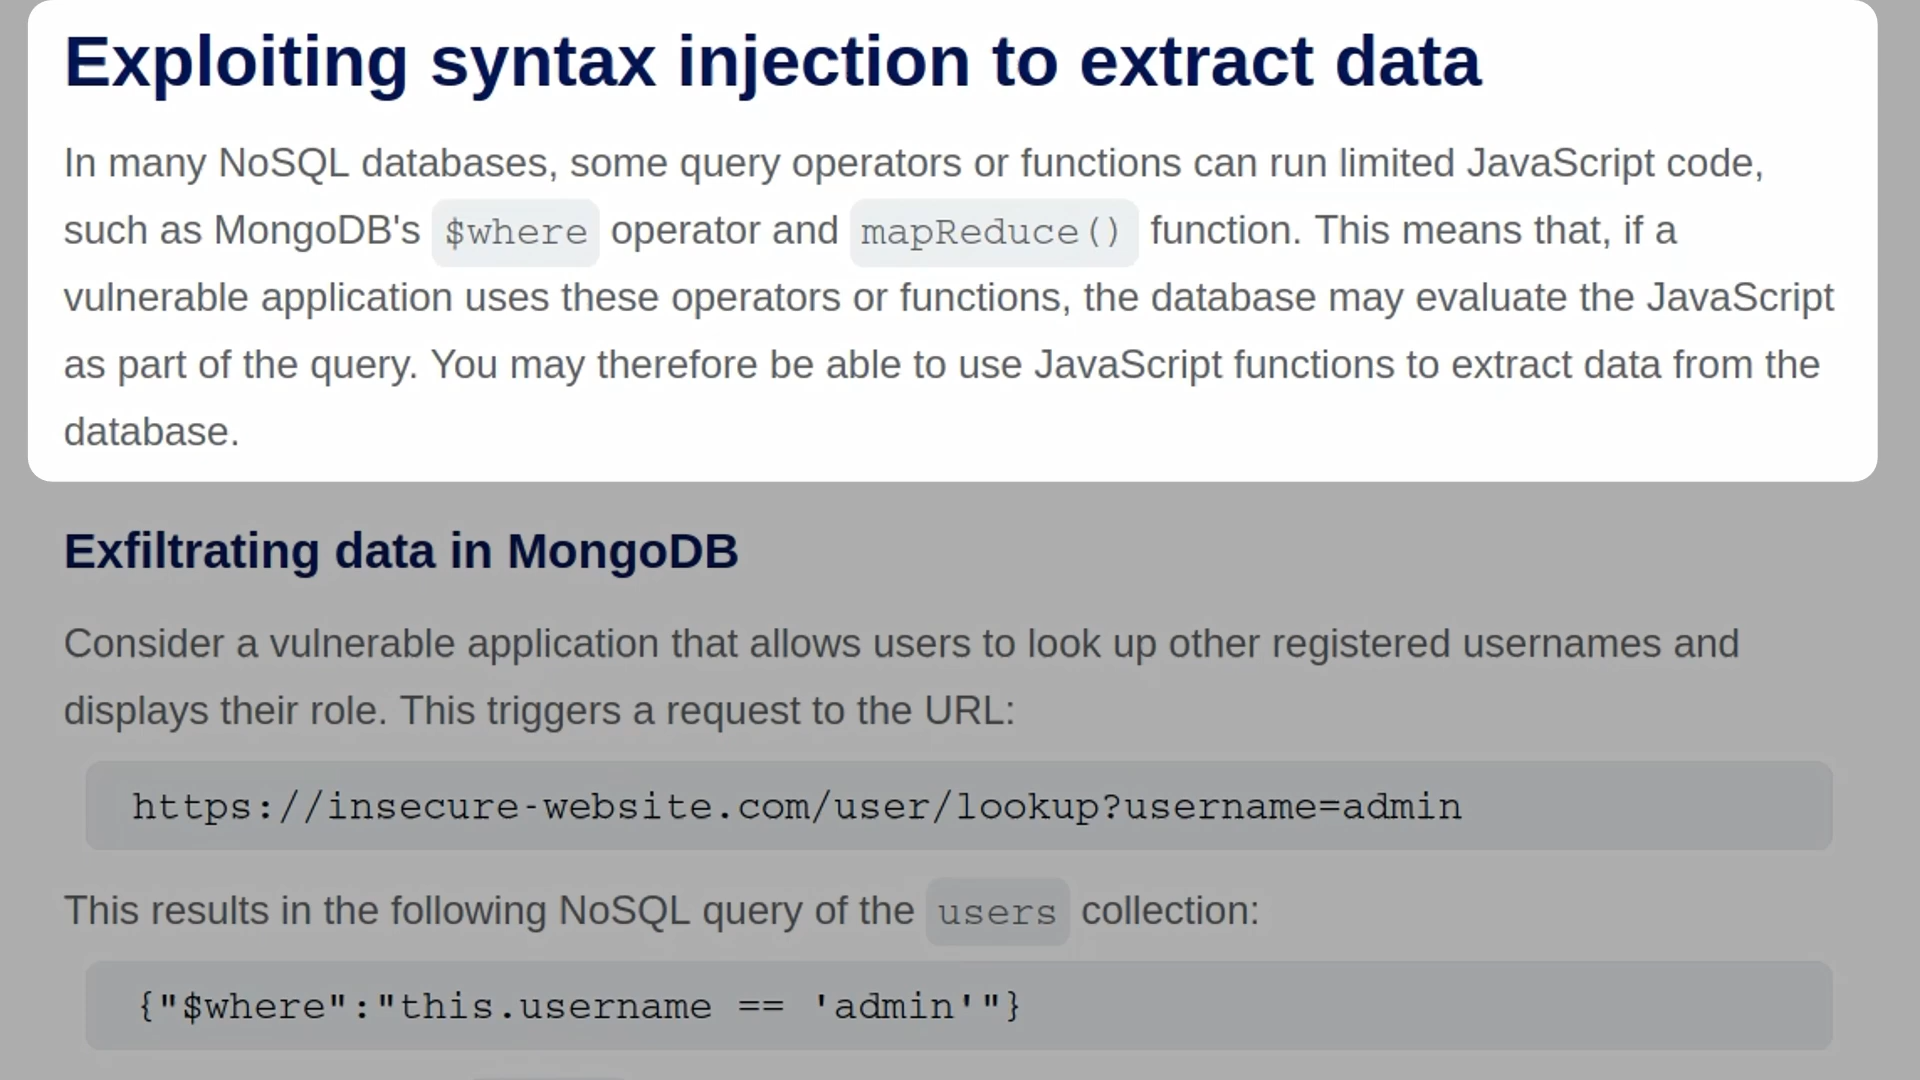 Exploiting syntax injection to extract data
In many NoSQL databases, some query operators or functions can run limited JavaScript code,
such as MongoDB's $where operator and mapReduce() function. This means that, if a
vulnerable application uses these operators or functions, the database may evaluate the JavaScript
as part of the query. You may therefore be able to use JavaScript functions to extract data from the
database.
Exfiltrating data in MongoDB
Consider a vulnerable application that allows users to look up other registered usernames and
displays their role. This triggers a request to the URL:
https://insecure-website.com/user/lookup?username=admin
This results in the following NoSQL query of the users collection:
{"$where":"this.username == 'admin'"}